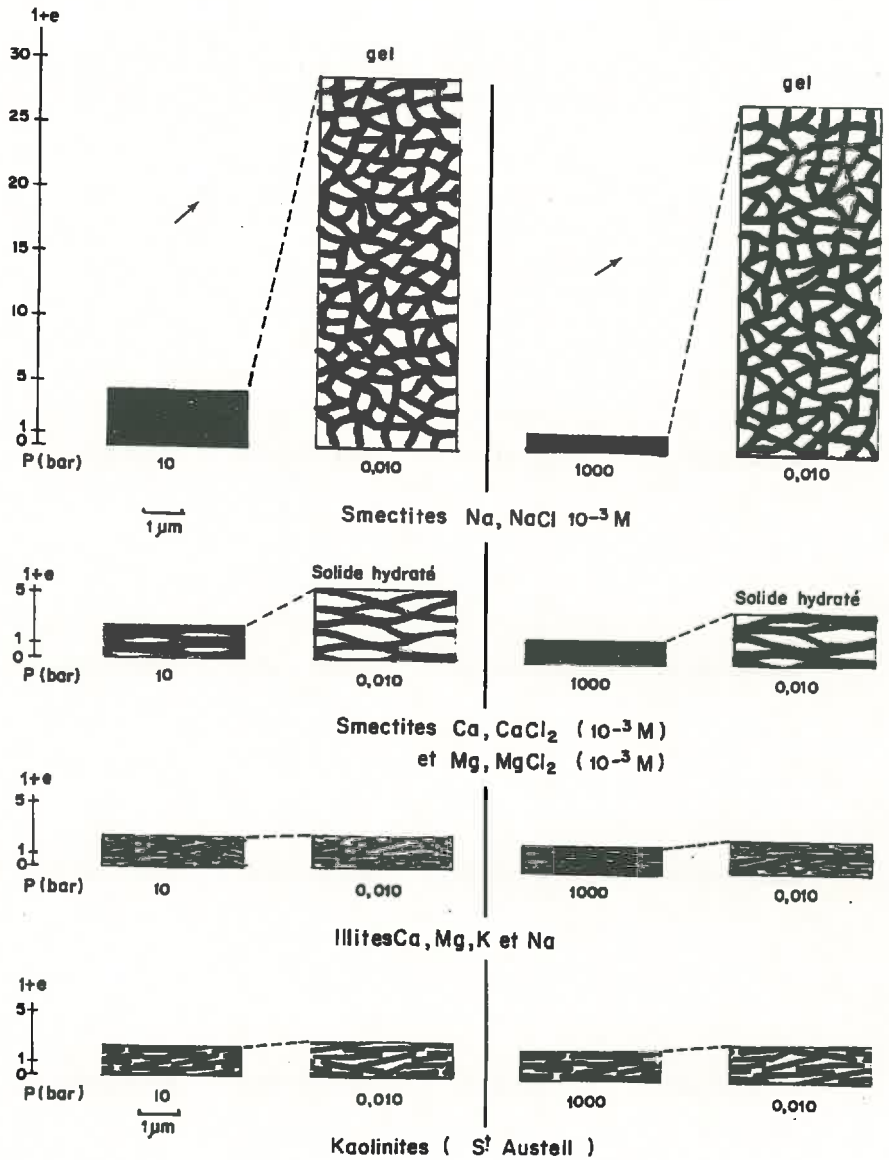 1+e
30
gel
gel
25
20
15
10
5
1
0
P(bar) 10 0,010 1000 0,010
1 µm
Smectites Na, NaCl 10⁻³ M
1+e
5
Solide hydraté
Solide hydraté
1
0
P(bar) 10 0,010 1000 0,010
Smectites Ca, CaCl₂ (10⁻³ M)
et Mg, MgCl₂ (10⁻³ M)
1+e
5
1
0
P(bar) 10 0,010 1000 0,010
Illites Ca, Mg, K et Na
1+e
5
1
0
P(bar) 10 0,010 1000 0,010
1 µm
Kaolinites ( Sᵗ Austell )